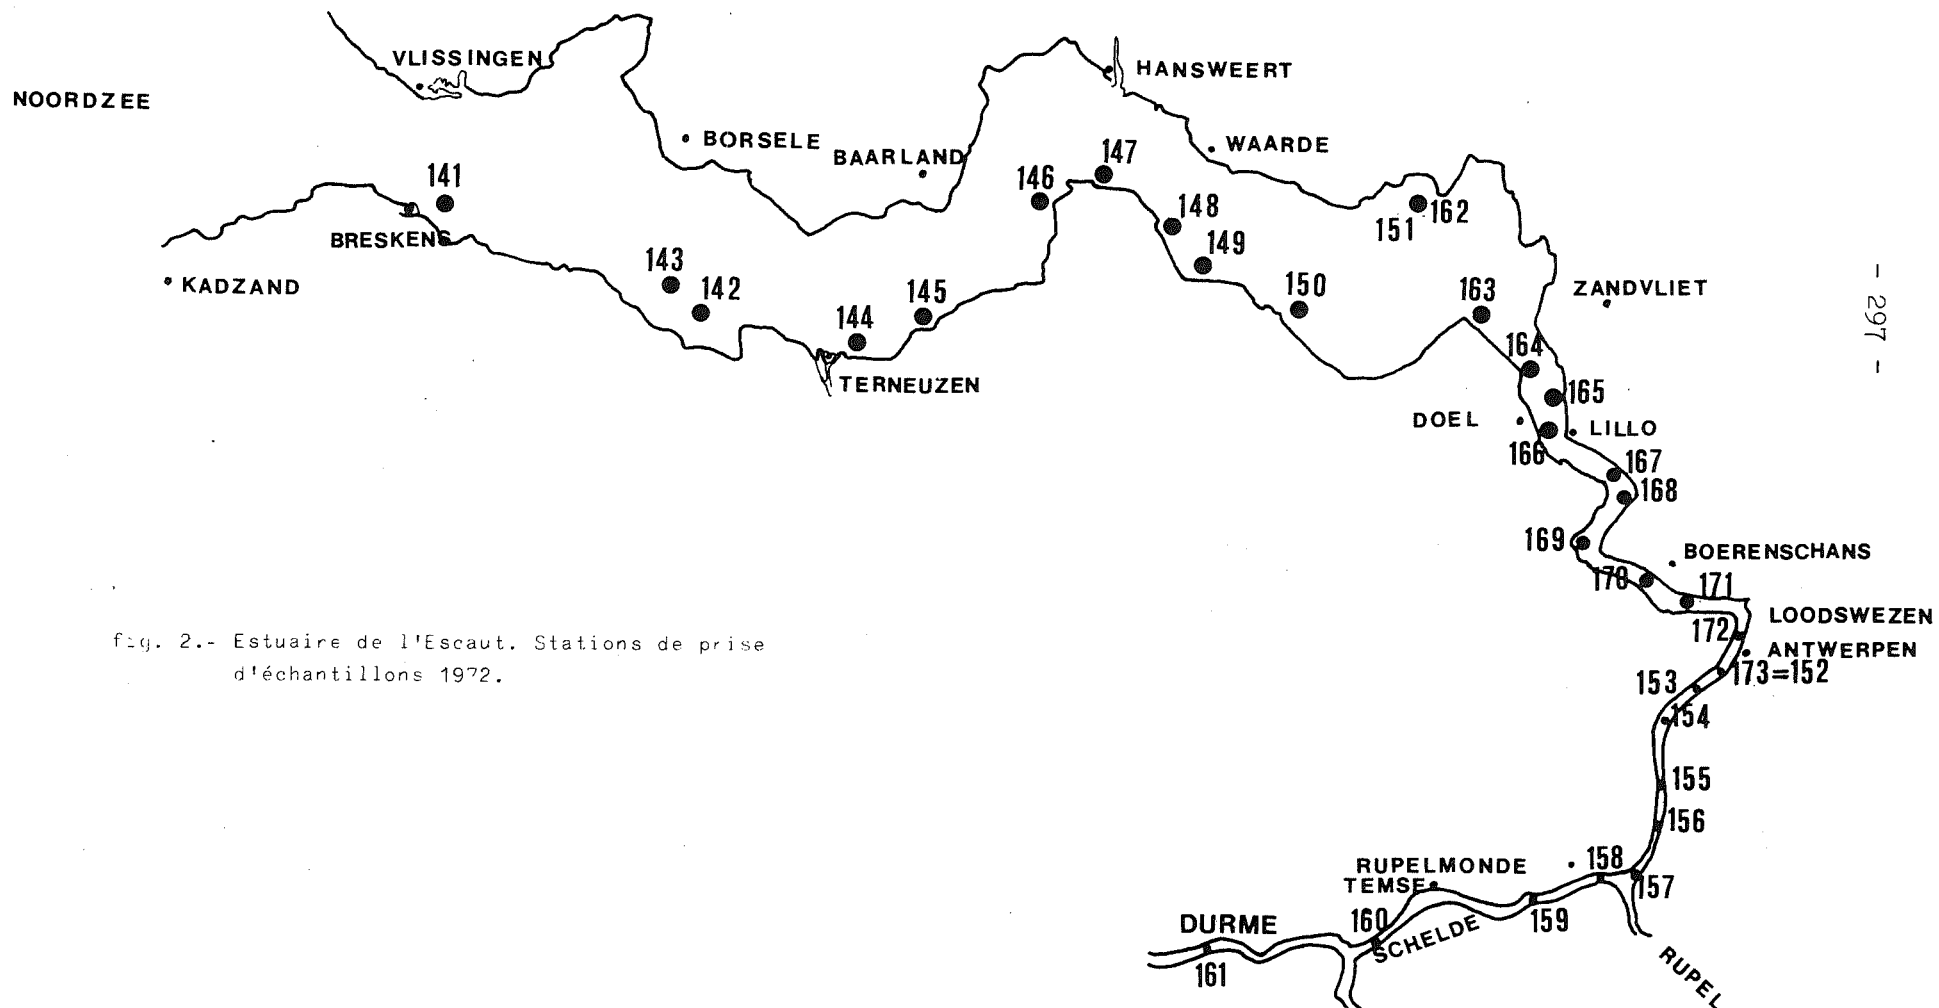 NOORDZEE
VLISSINGEN
HANSWEERT
BORSELE
BAARLAND
WAARDE
141
BRESKENS
KADZAND
143
142
144
145
TERNEUZEN
146
147
148
149
150
151
162
163
ZANDVLIET
164
165
DOEL
LILLO
166
167
168
169
BOERENSCHANS
170
171
LOODSWEZEN
172
ANTWERPEN
173=152
153
154
155
156
RUPELMONDE
158
TEMSE
157
159
160
SCHELDE
DURME
161
RUPEL
- 297 -
fig. 2.- Estuaire de l'Escaut. Stations de prise
d'échantillons 1972.